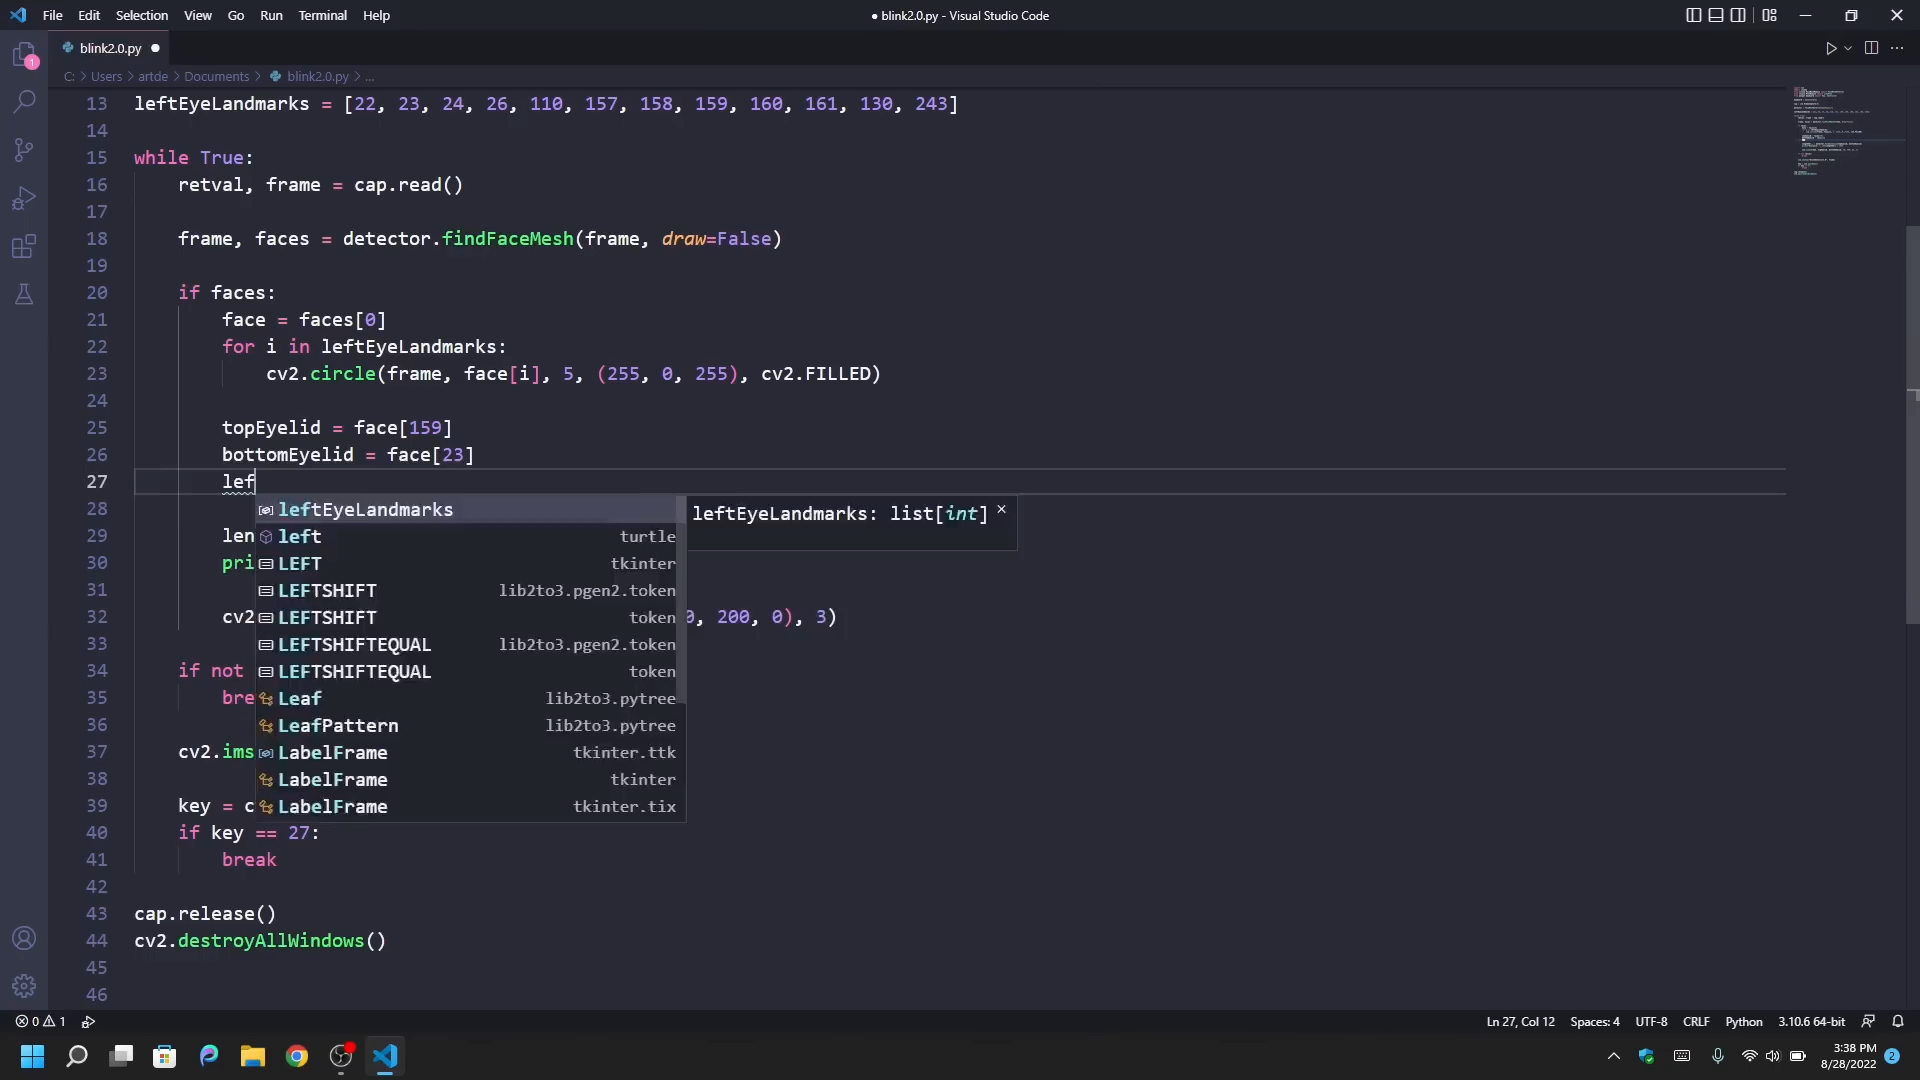 File Edit Selection View Go Run Terminal Help
● blink2.0.py - Visual Studio Code
blink2.0.py ●
1
C: > Users > artde > Documents > blink2.0.py > ...
13 leftEyeLandmarks = [22, 23, 24, 26, 110, 157, 158, 159, 160, 161, 130, 243]
14
15 while True:
16 retval, frame = cap.read()
17
18 frame, faces = detector.findFaceMesh(frame, draw=False)
19
20 if faces:
21 face = faces[0]
22 for i in leftEyeLandmarks:
23 cv2.circle(frame, face[i], 5, (255, 0, 255), cv2.FILLED)
24
25 topEyelid = face[159]
26 bottomEyelid = face[23]
27 lef
28 leftEyeLandmarks
leftEyeLandmarks: list[int] ×
29 len left turtle
30 pri LEFT tkinter
31 LEFTSHIFT lib2to3.pgen2.token
32 cv2 LEFTSHIFT token , 200, 0), 3)
33 LEFTSHIFTEQUAL lib2to3.pgen2.token
34 if not LEFTSHIFTEQUAL token
35 bre Leaf lib2to3.pytree
36 LeafPattern lib2to3.pytree
37 cv2.ims LabelFrame tkinter.ttk
38 LabelFrame tkinter
39 key = c LabelFrame tkinter.tix
40 if key == 27:
41 break
42
43 cap.release()
44 cv2.destroyAllWindows()
45
46
0 1
Ln 27, Col 12 Spaces: 4 UTF-8 CRLF Python 3.10.6 64-bit
3:38 PM
8/28/2022
2